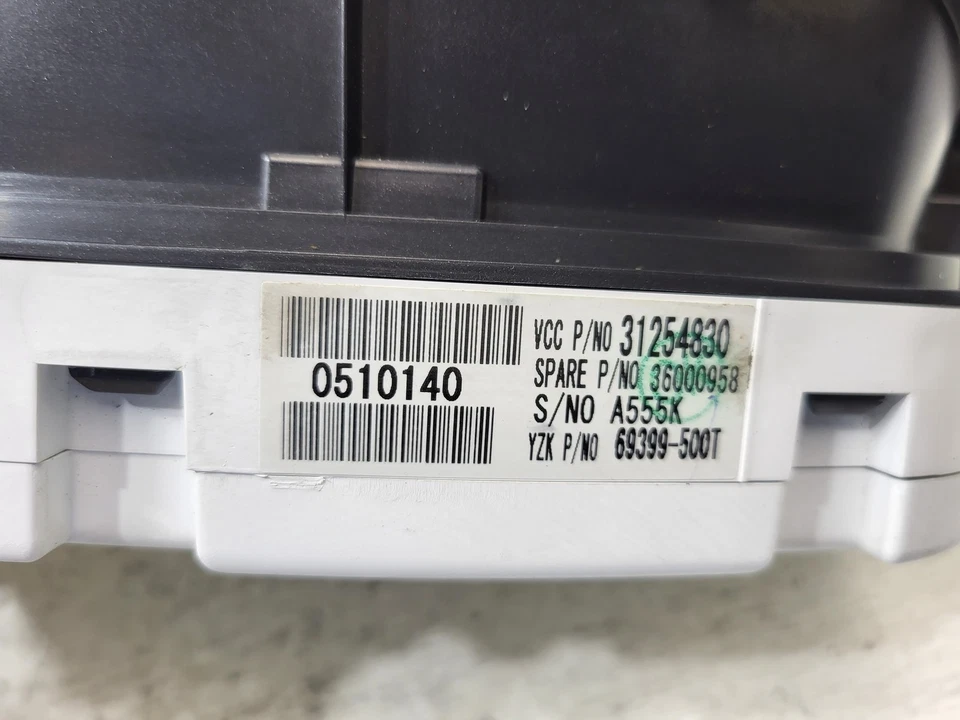 0510140
VCC P/NO 31254830
SPARE P/NO 36000958
S/NO A555K
YZK P/NO 69399-500T